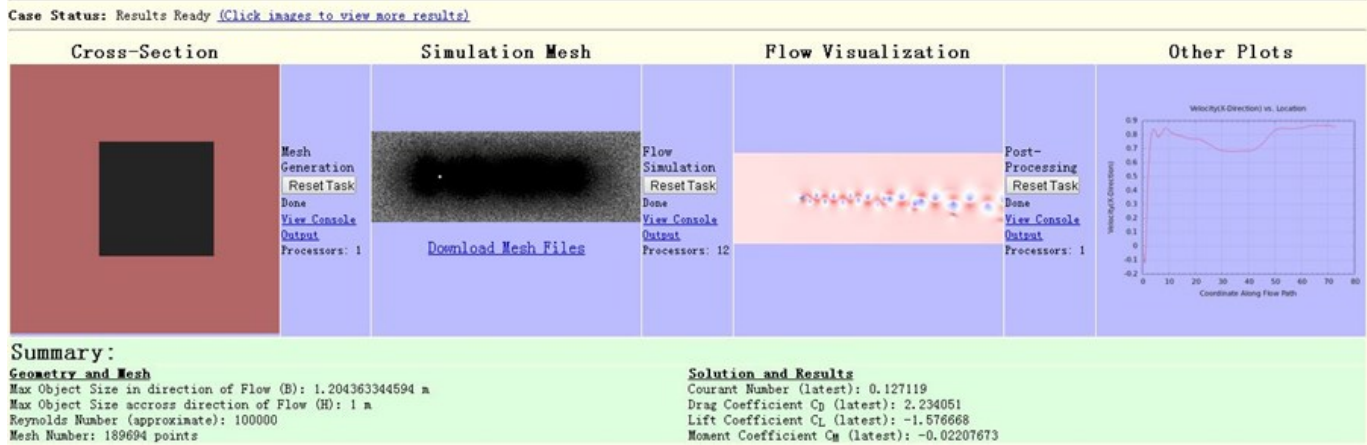 Case Status: Results Ready (Click images to view more results)
Cross-Section
Simulation Mesh
Flow Visualization
Other Plots
Mesh
Generation
Reset Task
Done
View Console
Output
Processors: 1
Download Mesh Files
Flow
Simulation
Reset Task
Done
View Console
Output
Processors: 12
Post-
Processing
Reset Task
Done
View Console
Output
Processors: 1
Velocity(X-Direction) vs. Location
Velocity(X-Direction)
0.9
0.8
0.7
0.6
0.5
0.4
0.3
0.2
0.1
0
-0.1
-0.2
0 10 20 30 40 50 60 70 80
Coordinate Along Flow Path
Summary:
Geometry and Mesh
Max Object Size in direction of Flow (B): 1.204363344594 m
Max Object Size accross direction of Flow (H): 1 m
Reynolds Number (approximate): 100000
Mesh Number: 189694 points
Solution and Results
Courant Number (latest): 0.127119
Drag Coefficient CD (latest): 2.234051
Lift Coefficient CL (latest): -1.576668
Moment Coefficient CM (latest): -0.02207673